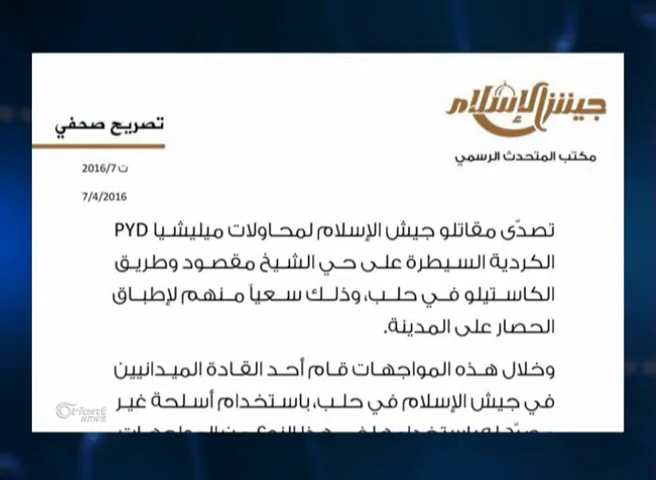 جيش الإسلام
مكتب المتحدث الرسمي
تصريح صحفي
ت 2016/7
7/4/2016
تصدّى مقاتلو جيش الإسلام لمحاولات ميليشيا PYD
الكردية السيطرة على حي الشيخ مقصود وطريق
الكاستيلو في حلب، وذلك سعياً منهم لإطباق
الحصار على المدينة.
وخلال هذه المواجهات قام أحد القادة الميدانيين
في جيش الإسلام في حلب، باستخدام أسلحة غير
Orient
NEWS